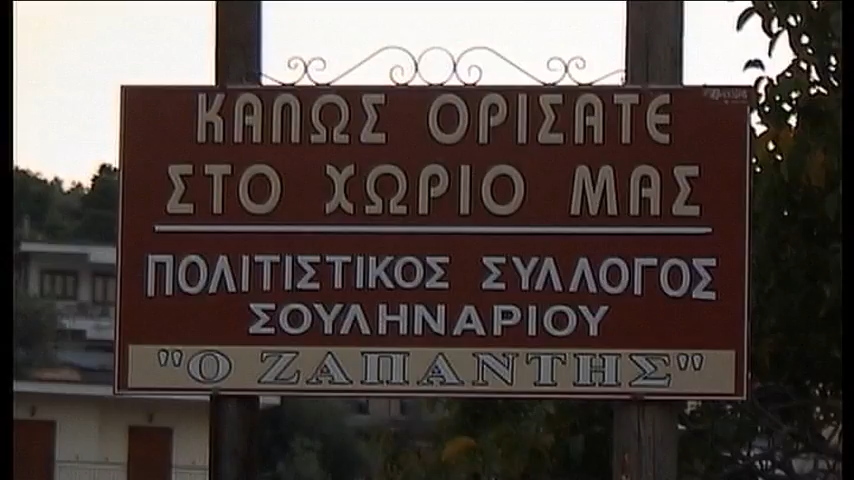 ΚΑΛΩΣ ΟΡΙΣΑΤΕ
ΣΤΟ ΧΩΡΙΟ ΜΑΣ
ΠΟΛΙΤΙΣΤΙΚΟΣ ΣΥΛΛΟΓΟΣ
ΣΟΥΛΗΝΑΡΙΟΥ
"Ο ΖΑΠΑΝΤΗΣ"